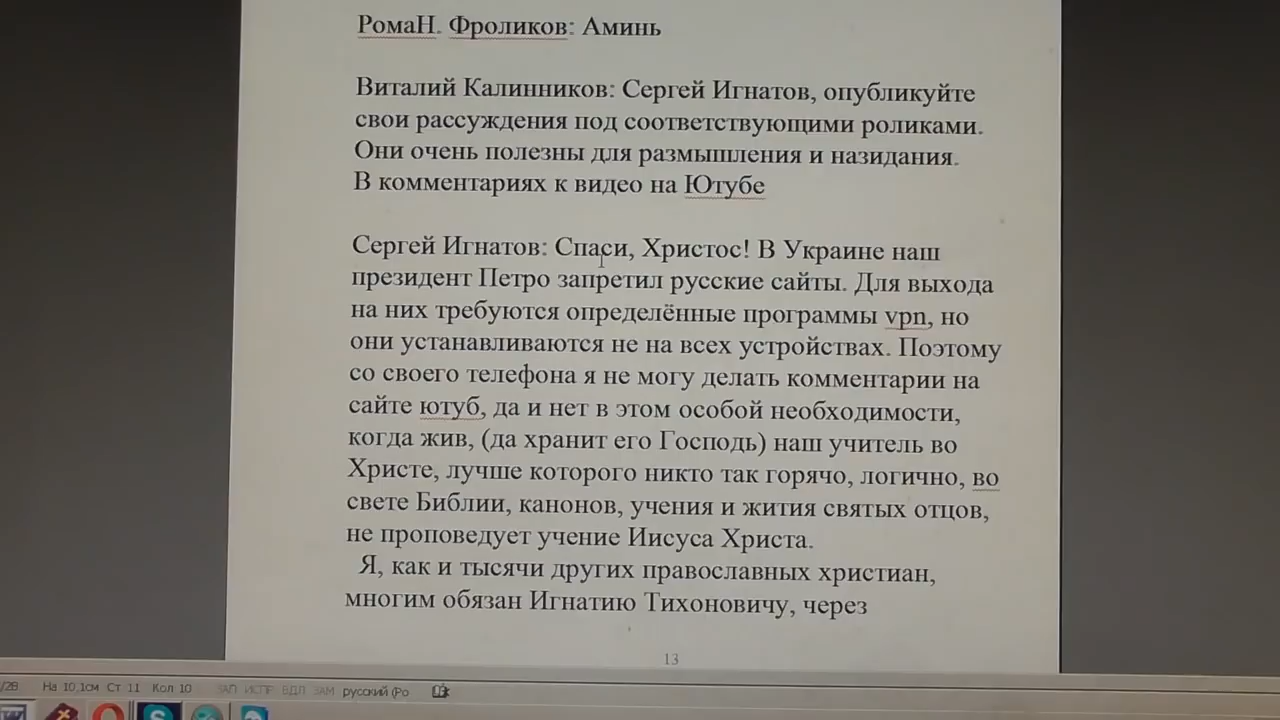 РомаН. Фроликов: Аминь
Виталий Калинников: Сергей Игнатов, опубликуйте
свои рассуждения под соответствующими роликами.
Они очень полезны для размышления и назидания.
В комментариях к видео на Ютубе
Сергей Игнатов: Спаси, Христос! В Украине наш
президент Петро запретил русские сайты. Для выхода
на них требуются определённые программы vpn, но
они устанавливаются не на всех устройствах. Поэтому
со своего телефона я не могу делать комментарии на
сайте ютуб, да и нет в этом особой необходимости,
когда жив, (да хранит его Господь) наш учитель во
Христе, лучше которого никто так горячо, логично, во
свете Библии, канонов, учения и жития святых отцов,
не проповедует учение Иисуса Христа.
Я, как и тысячи других православных христиан,
многим обязан Игнатию Тихоновичу, через
13
/28 На 10,1см Ст 11 Кол 10 ЗАП ИСПР ВДЛ ЗАМ русский (Ро